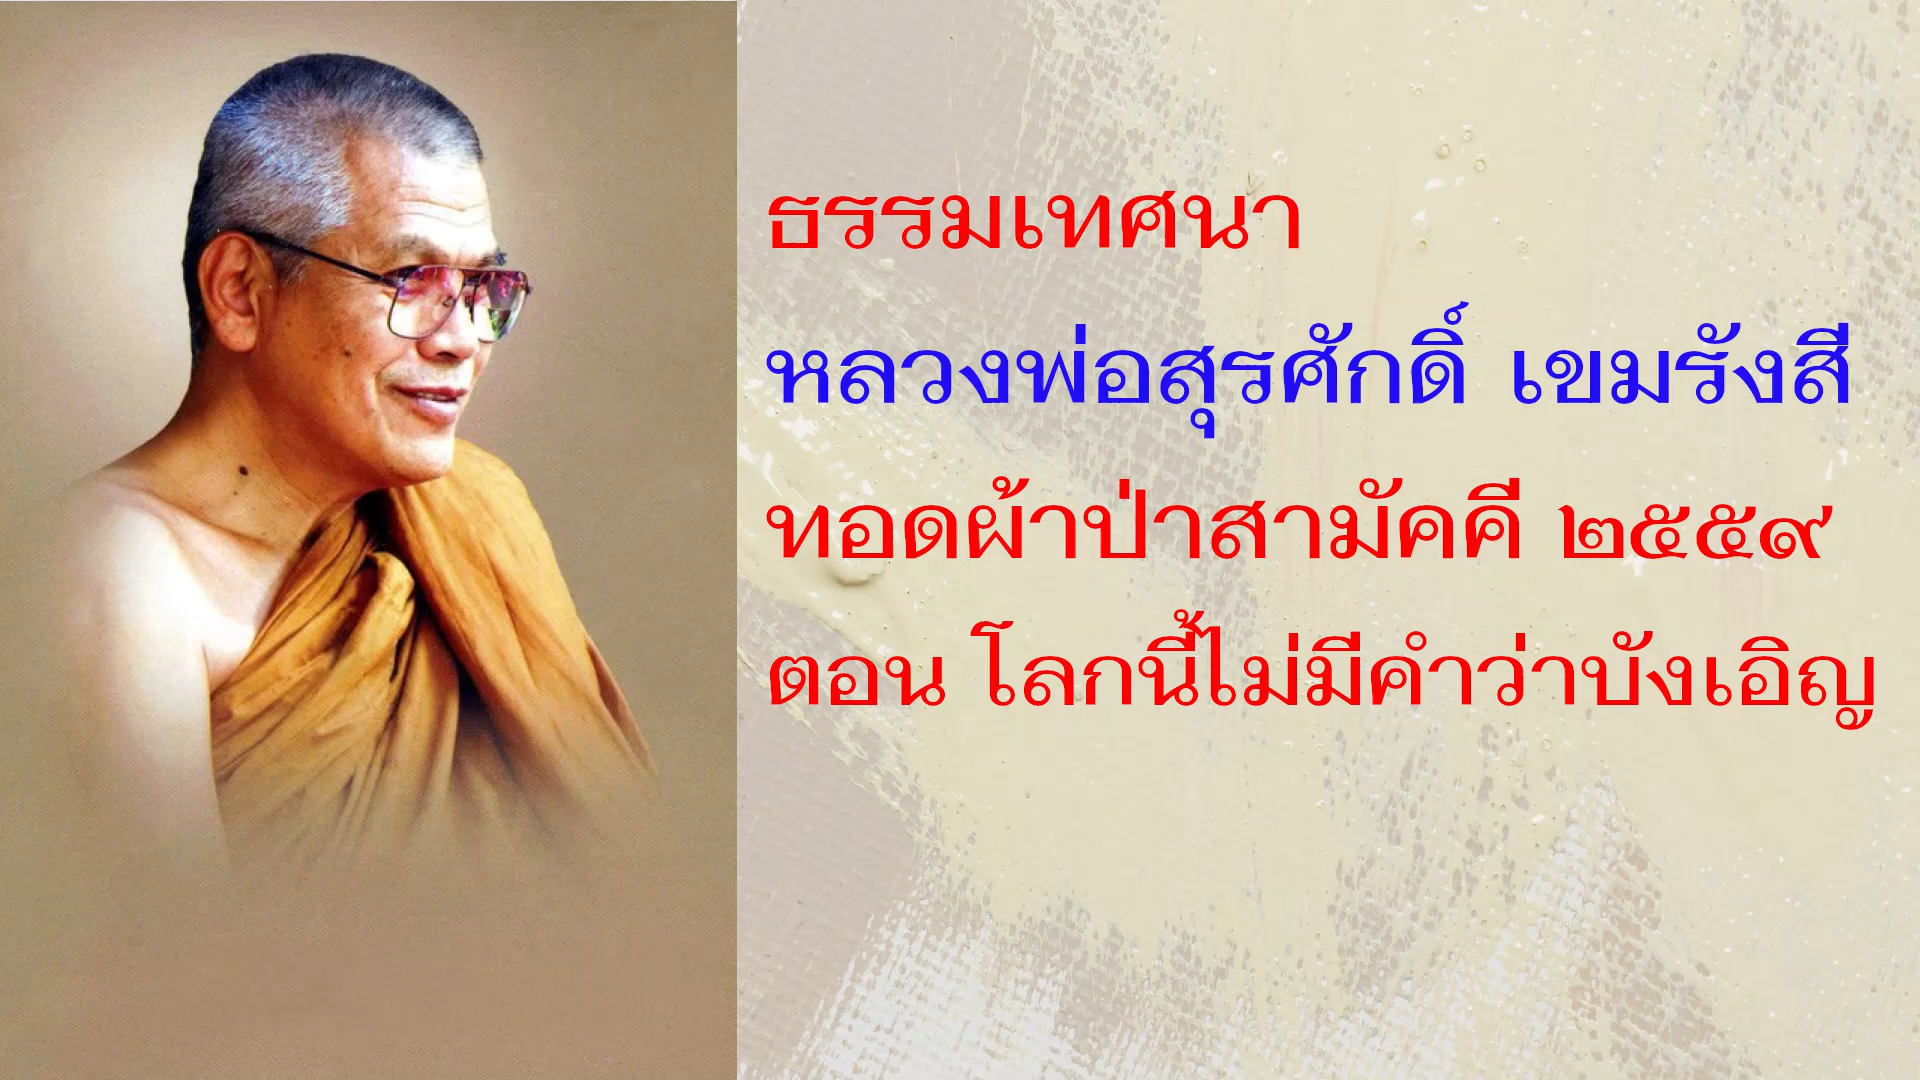 ธรรมเทศนา
หลวงพ่อสุรศักดิ์ เขมรังสี
ทอดผ้าป่าสามัคคี ๒๕๕๙
ตอน โลกนี้ไม่มีคำว่าบังเอิญ